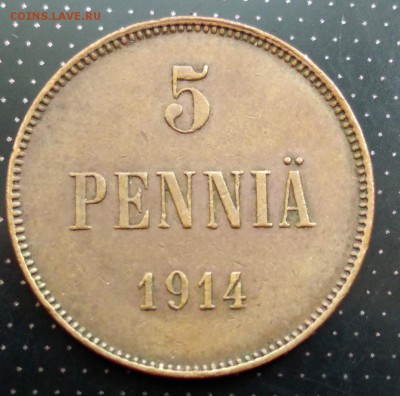 COINS.LAVE.RU
5
PENNIÄ
1914